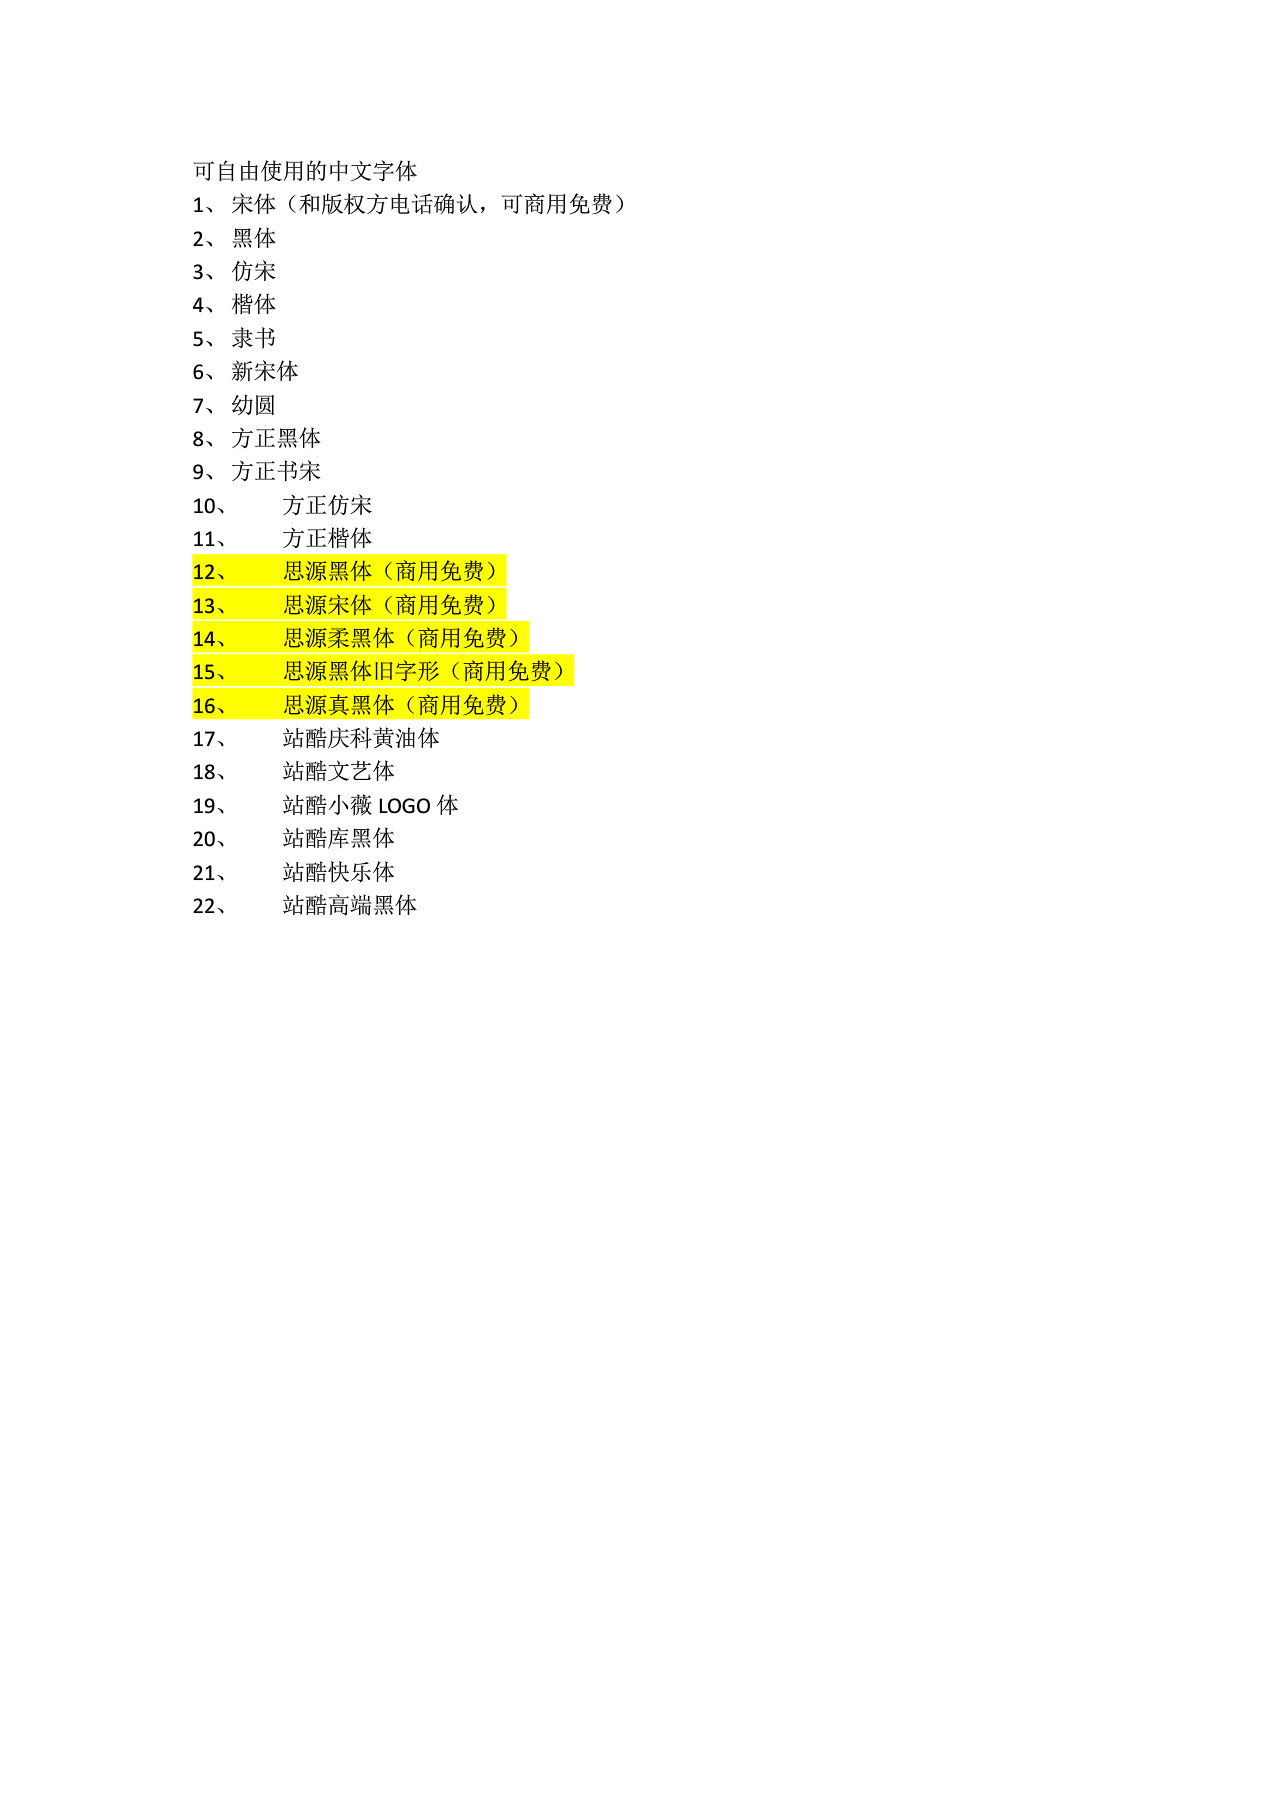 可自由使用的中文字体
1、 宋体（和版权方电话确认，可商用免费）
2、 黑体
3、 仿宋
4、 楷体
5、 隶书
6、 新宋体
7、 幼圆
8、 方正黑体
9、 方正书宋
10、 方正仿宋
11、 方正楷体
12、 思源黑体（商用免费）
13、 思源宋体（商用免费）
14、 思源柔黑体（商用免费）
15、 思源黑体旧字形（商用免费）
16、 思源真黑体（商用免费）
17、 站酷庆科黄油体
18、 站酷文艺体
19、 站酷小薇 LOGO 体
20、 站酷库黑体
21、 站酷快乐体
22、 站酷高端黑体